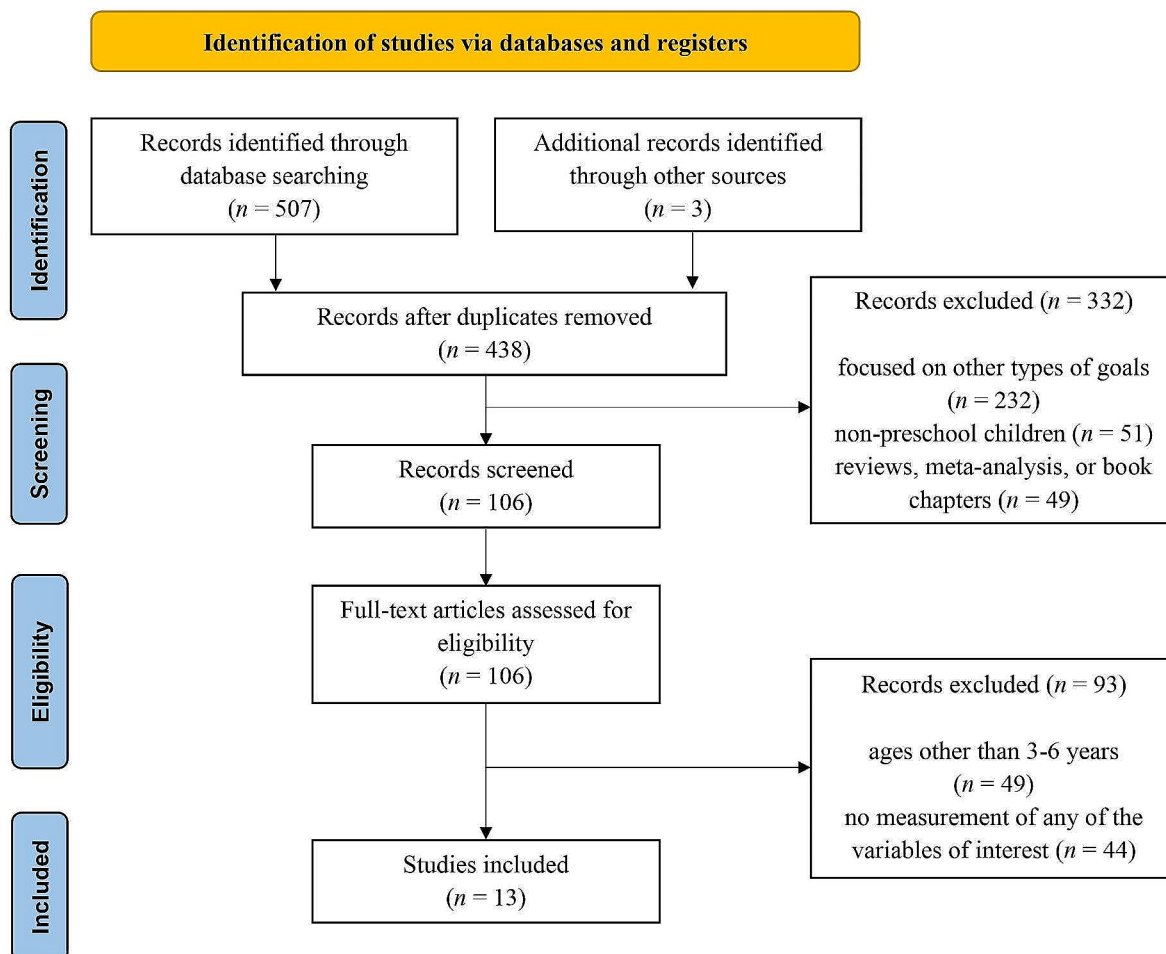 Identification of studies via databases and registers
Identification
Records identified through
database searching
(n = 507)
Additional records identified
through other sources
(n = 3)
Records after duplicates removed
(n = 438)
Records excluded (n = 332)
focused on other types of goals
(n = 232)
non-preschool children (n = 51)
reviews, meta-analysis, or book
chapters (n = 49)
Screening
Records screened
(n = 106)
Eligibility
Full-text articles assessed for
eligibility
(n = 106)
Records excluded (n = 93)
ages other than 3-6 years
(n = 49)
no measurement of any of the
variables of interest (n = 44)
Included
Studies included
(n = 13)